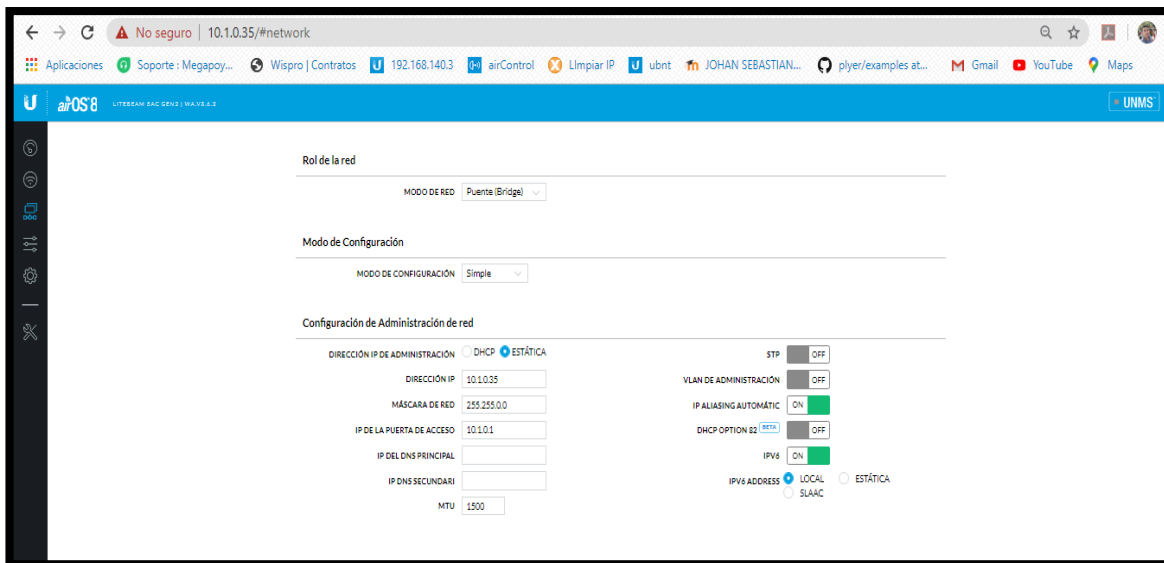 No seguro | 10.1.0.35/#network
Aplicaciones Soporte : Megapoy... Wispro | Contratos 192.168.140.3 airControl LImpiar IP ubnt JOHAN SEBASTIAN... plyer/examples at... Gmail YouTube Maps
airOS'8 LITEBEAM 5AC GEN2 | WA.V8.6.2 UNMS
Rol de la red
MODO DE RED Puente (Bridge)
Modo de Configuración
MODO DE CONFIGURACIÓN Simple
Configuración de Administración de red
DIRECCIÓN IP DE ADMINISTRACIÓN DHCP ESTÁTICA STP OFF
DIRECCIÓN IP 10.1.0.35 VLAN DE ADMINISTRACIÓN OFF
MÁSCARA DE RED 255.255.0.0 IP ALIASING AUTOMÁTIC ON
IP DE LA PUERTA DE ACCESO 10.1.0.1 DHCP OPTION 82 BETA OFF
IP DEL DNS PRINCIPAL IPV6 ON
IP DNS SECUNDARI IPV6 ADDRESS LOCAL ESTÁTICA
SLAAC
MTU 1500